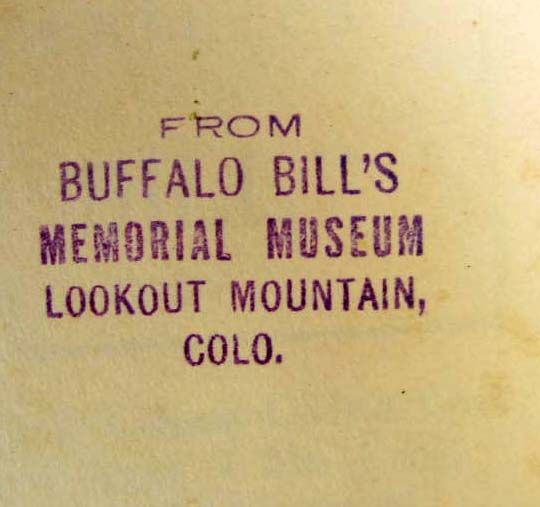 FROM
BUFFALO BILL'S
MEMORIAL MUSEUM
LOOKOUT MOUNTAIN,
COLO.